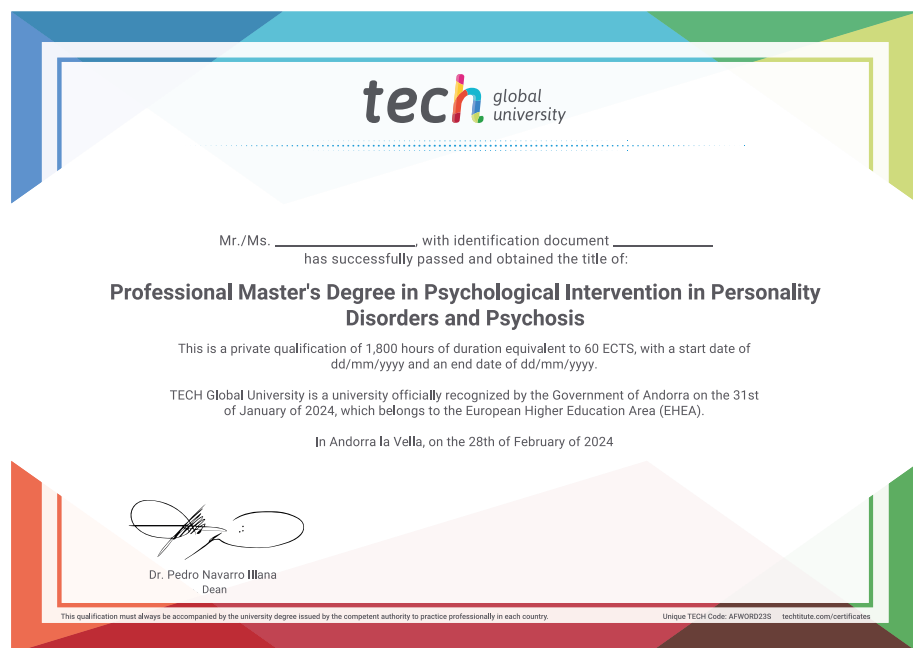 tech global
university
Mr./Ms. ____________, with identification document ____________
has successfully passed and obtained the title of:
Professional Master's Degree in Psychological Intervention in Personality
Disorders and Psychosis
This is a private qualification of 1,800 hours of duration equivalent to 60 ECTS, with a start date of
dd/mm/yyyy and an end date of dd/mm/yyyy.
TECH Global University is a university officially recognized by the Government of Andorra on the 31st
of January of 2024, which belongs to the European Higher Education Area (EHEA).
In Andorra la Vella, on the 28th of February of 2024
Dr. Pedro Navarro Illana
Dean
This qualification must always be accompanied by the university degree issued by the competent authority to practice professionally in each country.
Unique TECH Code: AFWORD23S techtitute.com/certificates